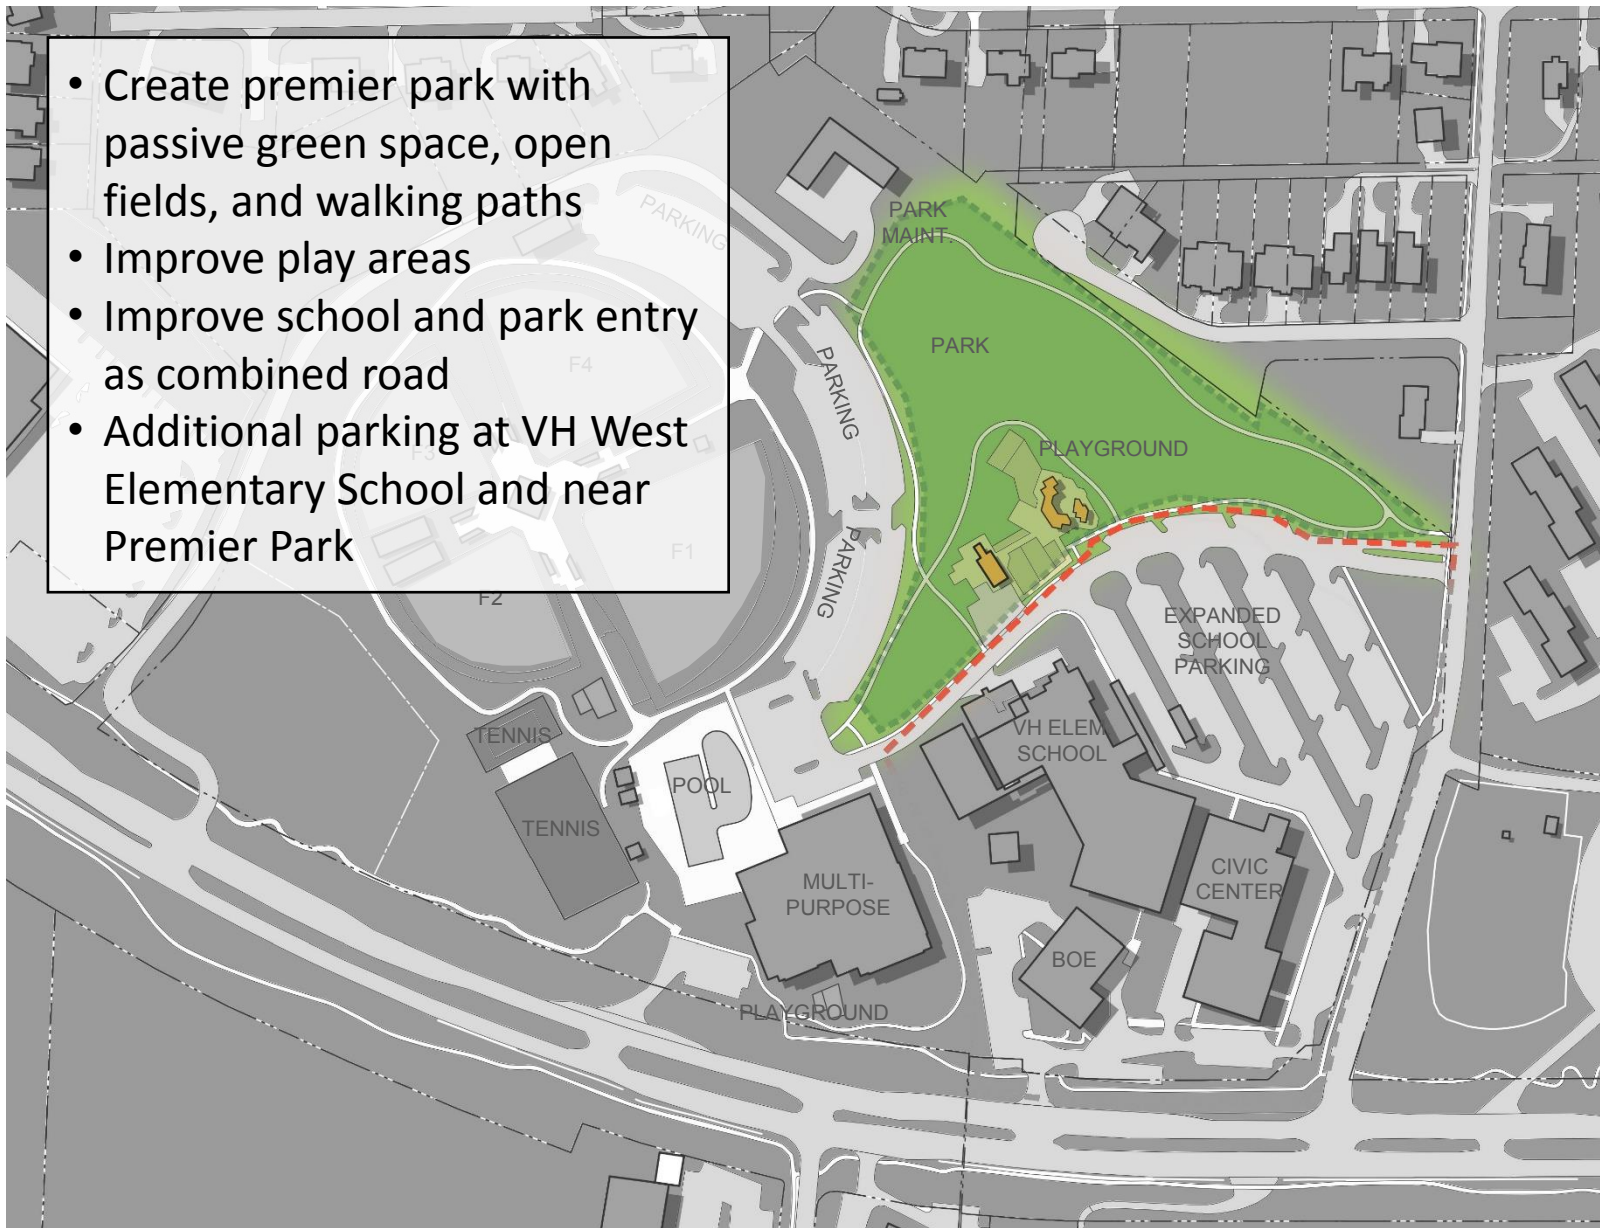 • Create premier park with
passive green space, open
fields, and walking paths
• Improve play areas
• Improve school and park entry
as combined road
• Additional parking at VH West
Elementary School and near
Premier Park
PARKING
F4
F3
F1
F2
PARK
MAINT.
PARK
PARKING
PLAYGROUND
PARKING
EXPANDED
SCHOOL
PARKING
TENNIS
VH ELEM
SCHOOL
POOL
TENNIS
MULTI-
PURPOSE
CIVIC
CENTER
BOE
PLAYGROUND